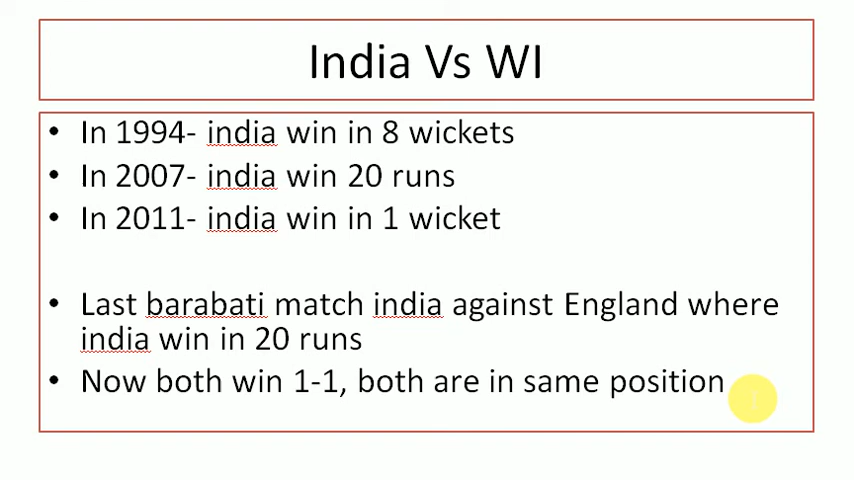 India Vs WI
• In 1994- india win in 8 wickets
• In 2007- india win 20 runs
• In 2011- india win in 1 wicket
• Last barabati match india against England where
india win in 20 runs
• Now both win 1-1, both are in same position